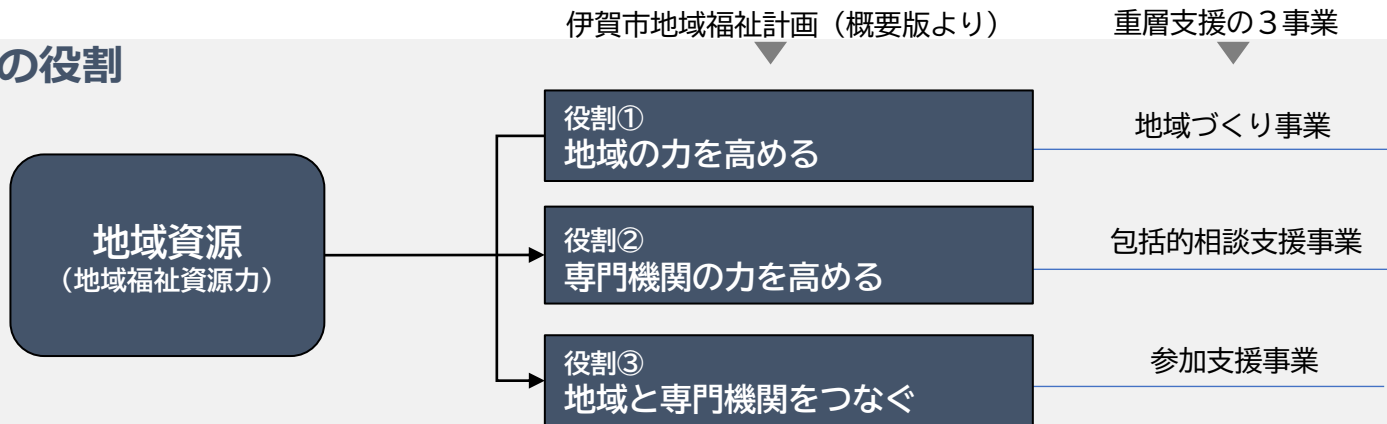 伊賀市地域福祉計画（概要版より）
重層支援の３事業
の役割
役割①
地域の力を高める
地域づくり事業
地域資源
（地域福祉資源力）
役割②
専門機関の力を高める
包括的相談支援事業
役割③
地域と専門機関をつなぐ
参加支援事業